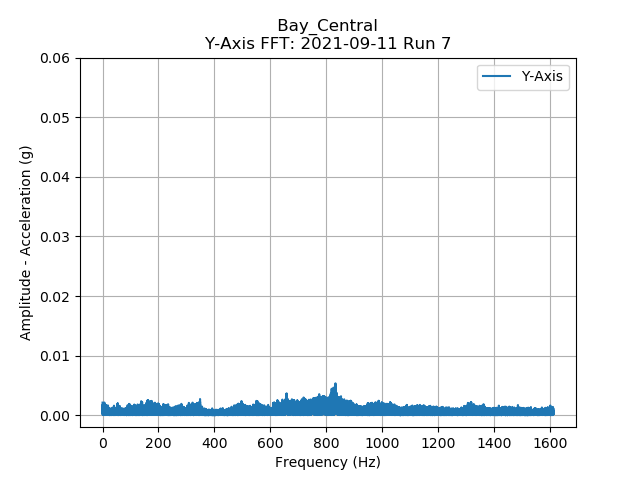 Bay_Central
Y-Axis FFT: 2021-09-11 Run 7
Y-Axis
0.06
0.05
0.04
0.03
0.02
0.01
0.00
Amplitude - Acceleration (g)
0 200 400 600 800 1000 1200 1400 1600
Frequency (Hz)